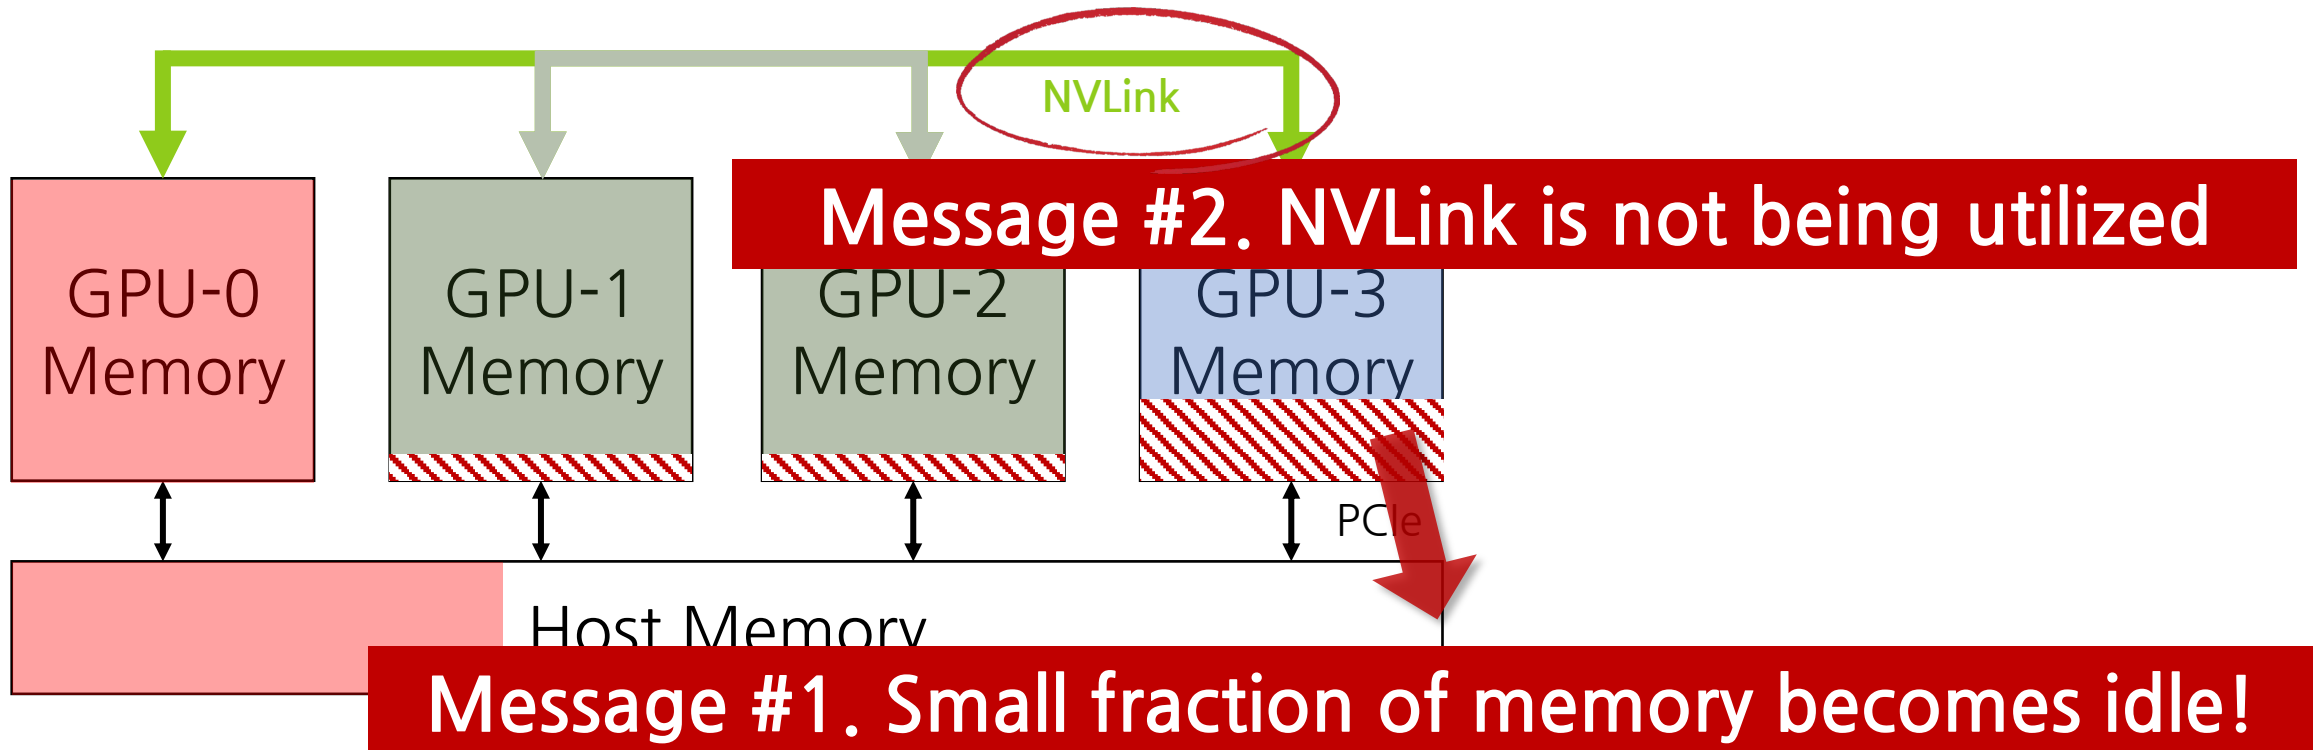 NVLink
Message #2. NVLink is not being utilized
GPU-0
Memory
GPU-1
Memory
GPU-2
Memory
GPU-3
Memory
PCIe
Host Memory
Message #1. Small fraction of memory becomes idle!